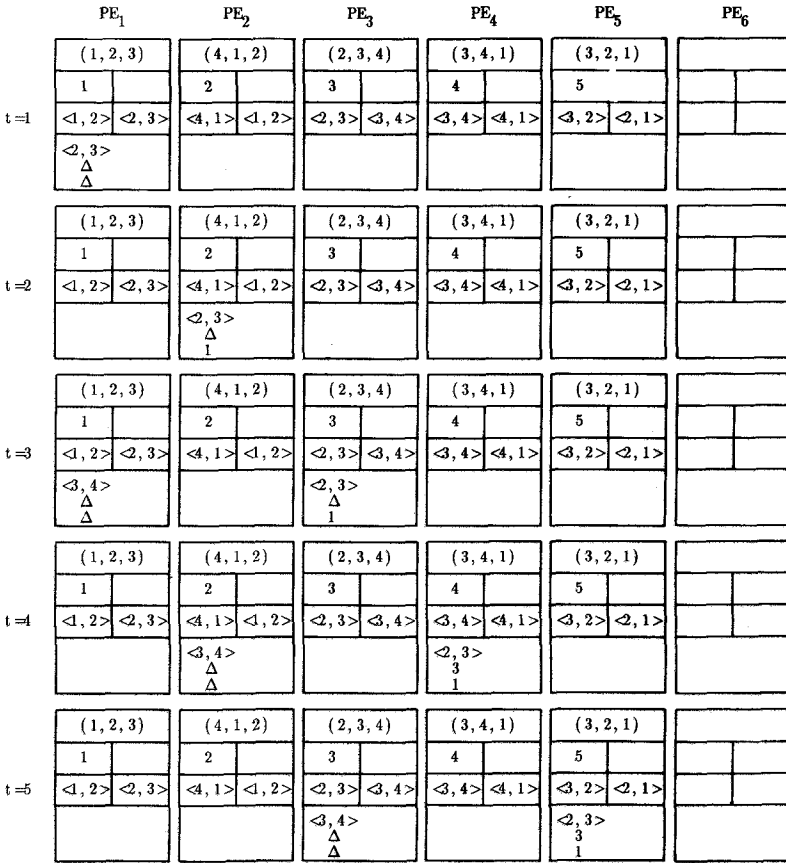 PE1 PE2 PE3 PE4 PE5 PE6
(1, 2, 3) (4, 1, 2) (2, 3, 4) (3, 4, 1) (3, 2, 1)
1 2 3 4 5
t=1 <1, 2> <2, 3> <4, 1> <1, 2> <2, 3> <3, 4> <3, 4> <4, 1> <3, 2> <2, 1>
<2, 3>
Δ
Δ
(1, 2, 3) (4, 1, 2) (2, 3, 4) (3, 4, 1) (3, 2, 1)
1 2 3 4 5
t=2 <1, 2> <2, 3> <4, 1> <1, 2> <2, 3> <3, 4> <3, 4> <4, 1> <3, 2> <2, 1>
<2, 3>
Δ
1
(1, 2, 3) (4, 1, 2) (2, 3, 4) (3, 4, 1) (3, 2, 1)
1 2 3 4 5
t=3 <1, 2> <2, 3> <4, 1> <1, 2> <2, 3> <3, 4> <3, 4> <4, 1> <3, 2> <2, 1>
<3, 4> <2, 3>
Δ Δ
Δ 1
(1, 2, 3) (4, 1, 2) (2, 3, 4) (3, 4, 1) (3, 2, 1)
1 2 3 4 5
t=4 <1, 2> <2, 3> <4, 1> <1, 2> <2, 3> <3, 4> <3, 4> <4, 1> <3, 2> <2, 1>
<3, 4> <2, 3>
Δ 3
Δ 1
(1, 2, 3) (4, 1, 2) (2, 3, 4) (3, 4, 1) (3, 2, 1)
1 2 3 4 5
t=5 <1, 2> <2, 3> <4, 1> <1, 2> <2, 3> <3, 4> <3, 4> <4, 1> <3, 2> <2, 1>
<3, 4> <2, 3>
Δ 3
Δ 1